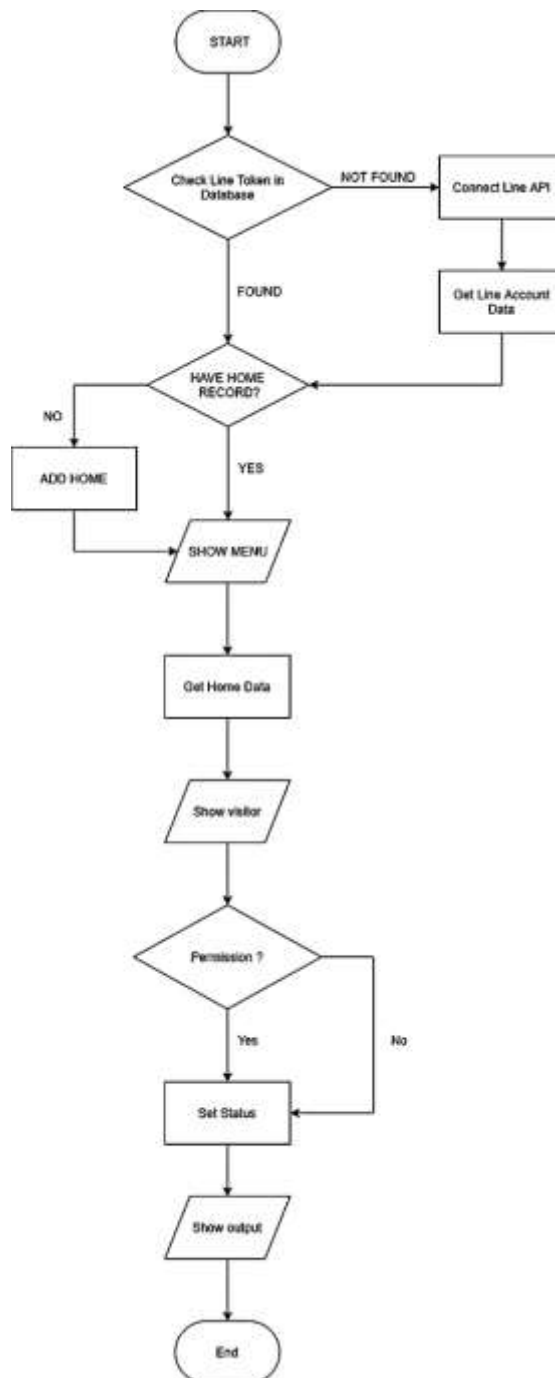 START
Check Line Token in
Database
NOT FOUND
Connect Line API
FOUND
Get Line Account
Data
HAVE HOME
RECORD?
NO
ADD HOME
YES
SHOW MENU
Get Home Data
Show visitor
Permission ?
Yes
No
Set Status
Show output
End